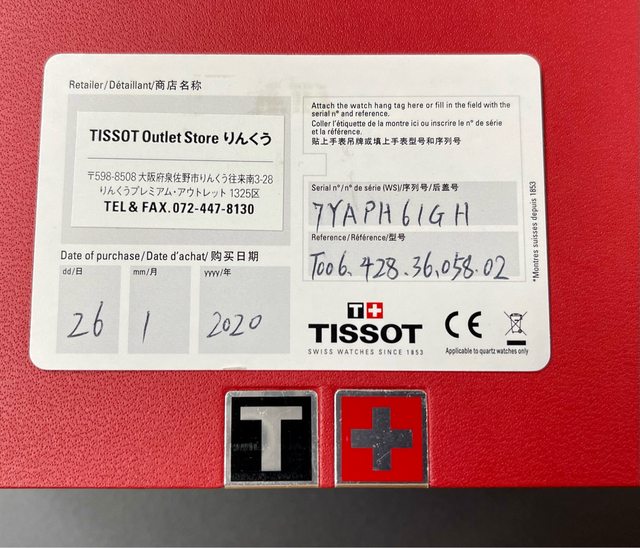 Retailer/Détaillant/商店名称
TISSOT Outlet Store りんくう
〒598-8508 大阪府泉佐野市りんくう往来南3-28
りんくうプレミアム・アウトレット 1325区
TEL & FAX. 072-447-8130
Date of purchase/Date d'achat/购买日期
dd/日 mm/月 yyyy/年
26 1 2020
Attach the watch hang tag here or fill in the field with the
serial n° and reference.
Coller l'étiquette de la montre ici ou inscrire le n° de série
et la référence.
贴上手表吊牌或填上手表型号和序列号
Serial n°/n° de série (WS)/序列号/后盖号
7YAPH61GH
Reference/Référence/型号
T006.428.36.058.02
T+
TISSOT
SWISS WATCHES SINCE 1853
CE
Applicable to quartz watches only
*Montres suisses depuis 1853
T +